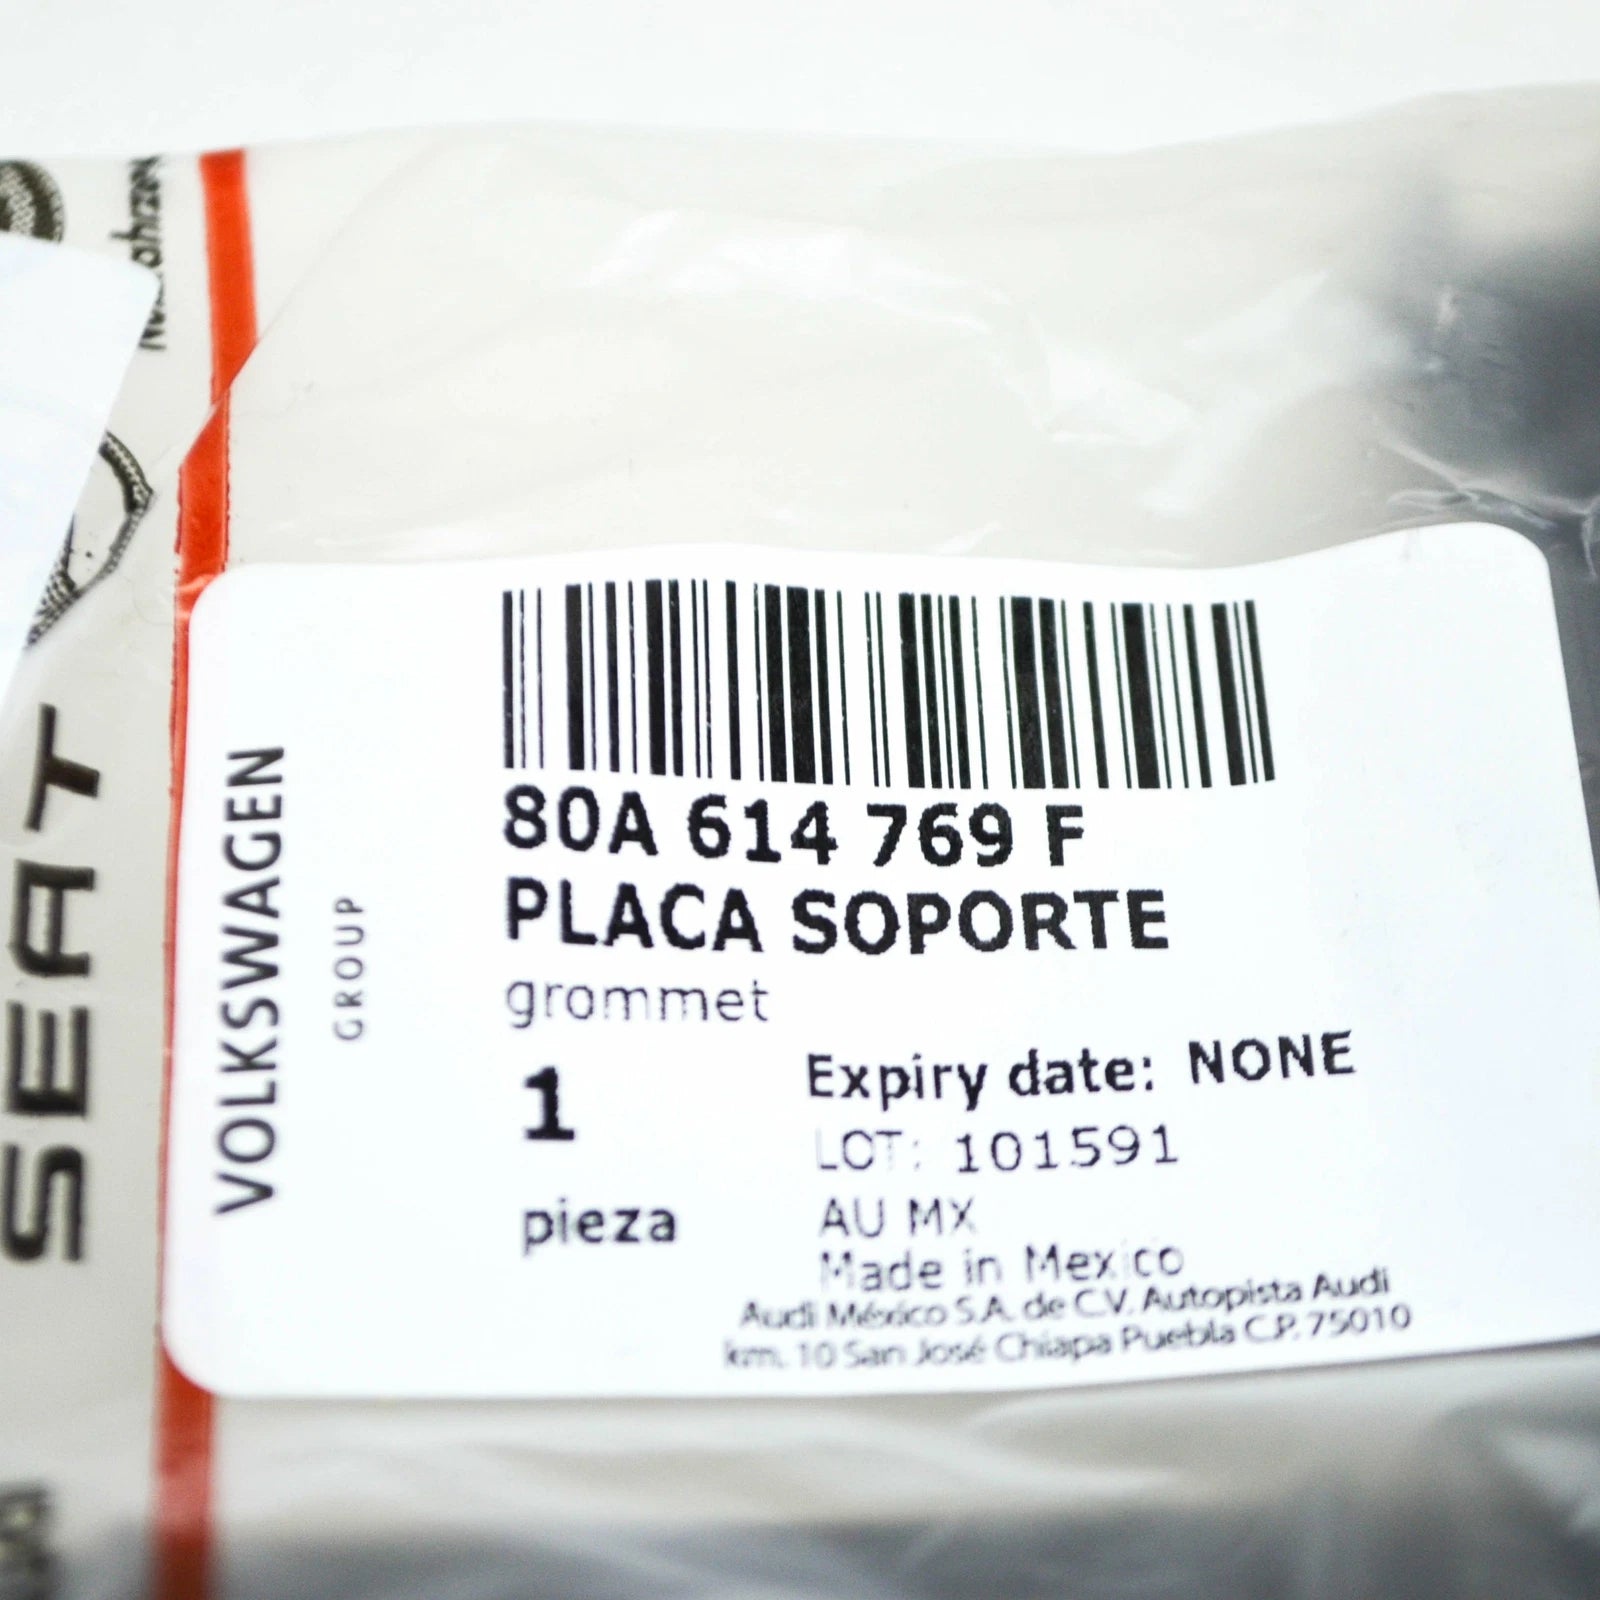 SEAT
VOLKSWAGEN
GROUP
80A 614 769 F
PLACA SOPORTE
grommet
1
pieza
Expiry date: NONE
LOT: 101591
AU MX
Made in Mexico
Audi México S.A. de C.V. Autopista Audi
km. 10 San José Chiapa Puebla C.P. 75010